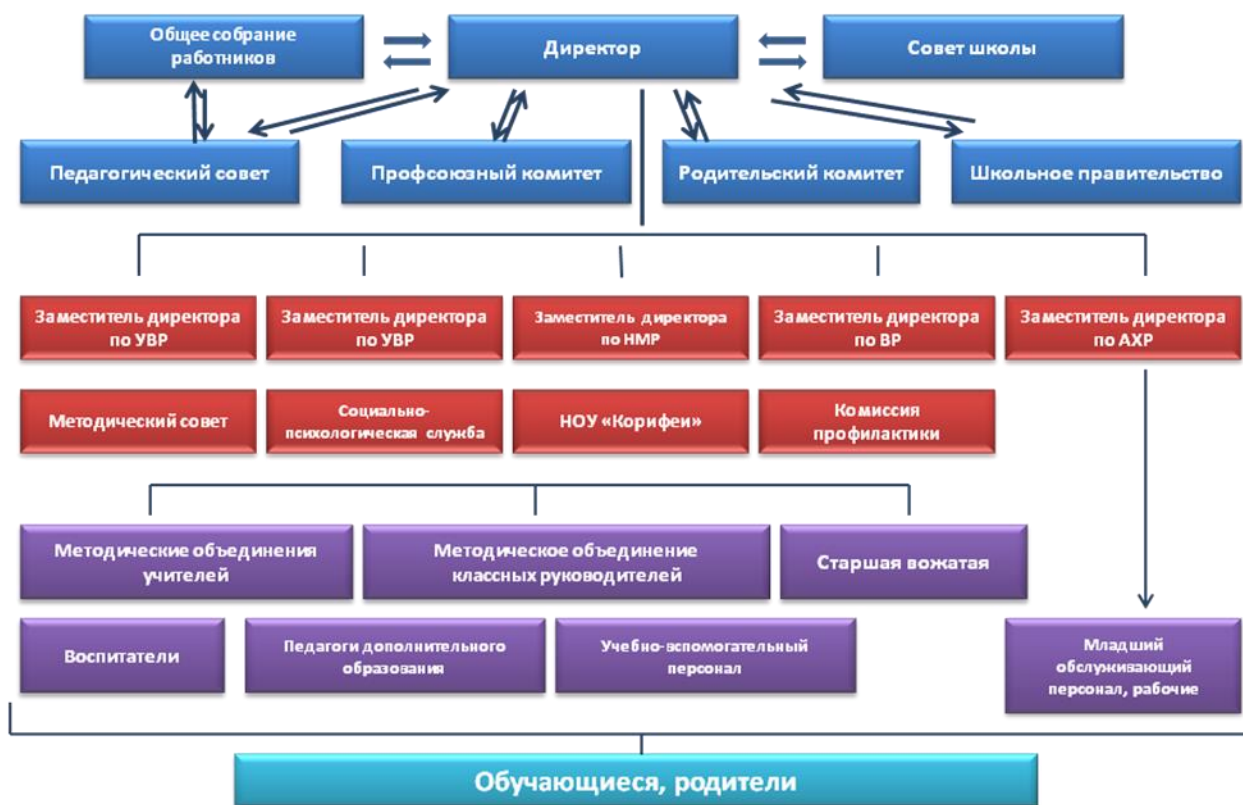 Общее собрание
работников
Директор
Совет школы
Педагогический совет
Профсоюзный комитет
Родительский комитет
Школьное правительство
Заместитель директора
по УВР
Заместитель директора
по УВР
Заместитель директора
по НМР
Заместитель директора
по ВР
Заместитель директора
по АХР
Методический совет
Социально-
психологическая служба
НОУ «Корифеи»
Комиссия
профилактики
Методические объединения
учителей
Методическое объединение
классных руководителей
Старшая вожатая
Воспитатели
Педагоги дополнительного
образования
Учебно-вспомогательный
персонал
Младший
обслуживающий
персонал, рабочие
Обучающиеся, родители